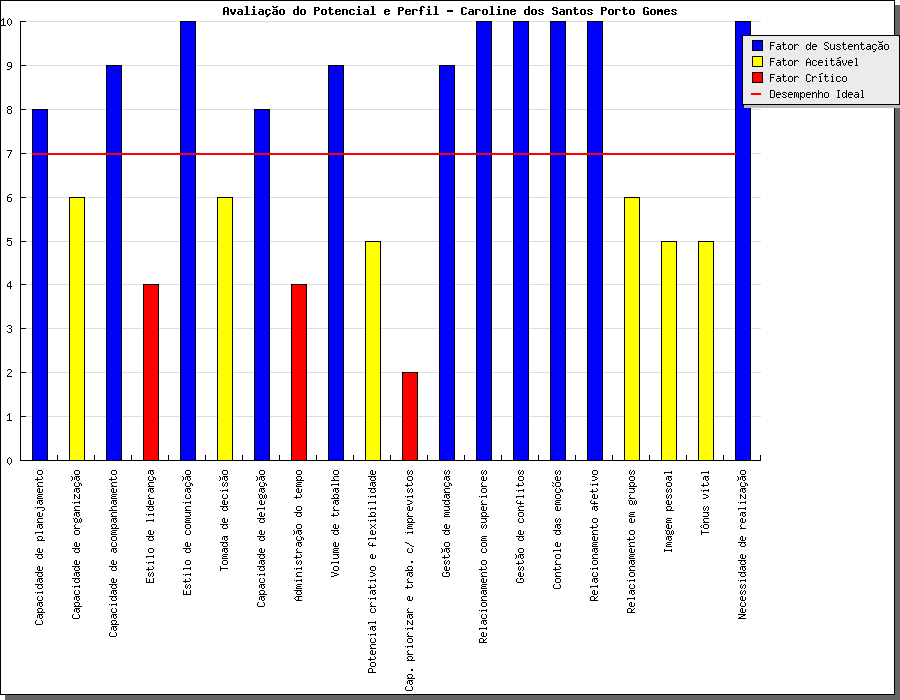 Avaliação do Potencial e Perfil - Caroline dos Santos Porto Gomes
Fator de Sustentação
Fator Aceitável
Fator Crítico
Desempenho Ideal
10
9
8
7
6
5
4
3
2
1
0
Capacidade de planejamento
Capacidade de organização
Capacidade de acompanhamento
Estilo de liderança
Estilo de comunicação
Tomada de decisão
Capacidade de delegação
Administração do tempo
Volume de trabalho
Potencial criativo e flexibilidade
Cap. priorizar e trab. c/ imprevistos
Gestão de mudanças
Relacionamento com superiores
Gestão de conflitos
Controle das emoções
Relacionamento afetivo
Relacionamento em grupos
Imagem pessoal
Tônus vital
Necessidade de realização